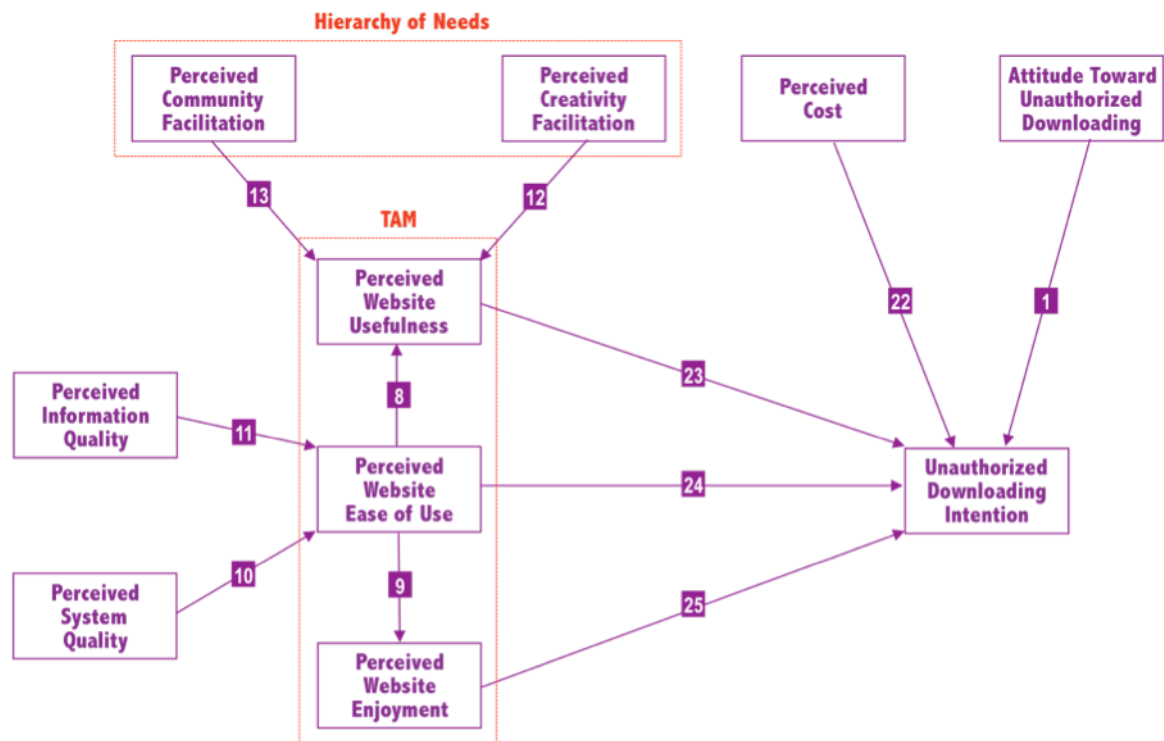 Hierarchy of Needs
Perceived
Community
Facilitation
Perceived
Creativity
Facilitation
Perceived
Cost
Attitude Toward
Unauthorized
Downloading
13
12
TAM
Perceived
Website
Usefulness
22
1
23
Perceived
Information
Quality
8
11
Perceived
Website
Ease of Use
24
Unauthorized
Downloading
Intention
10
9
25
Perceived
System
Quality
Perceived
Website
Enjoyment